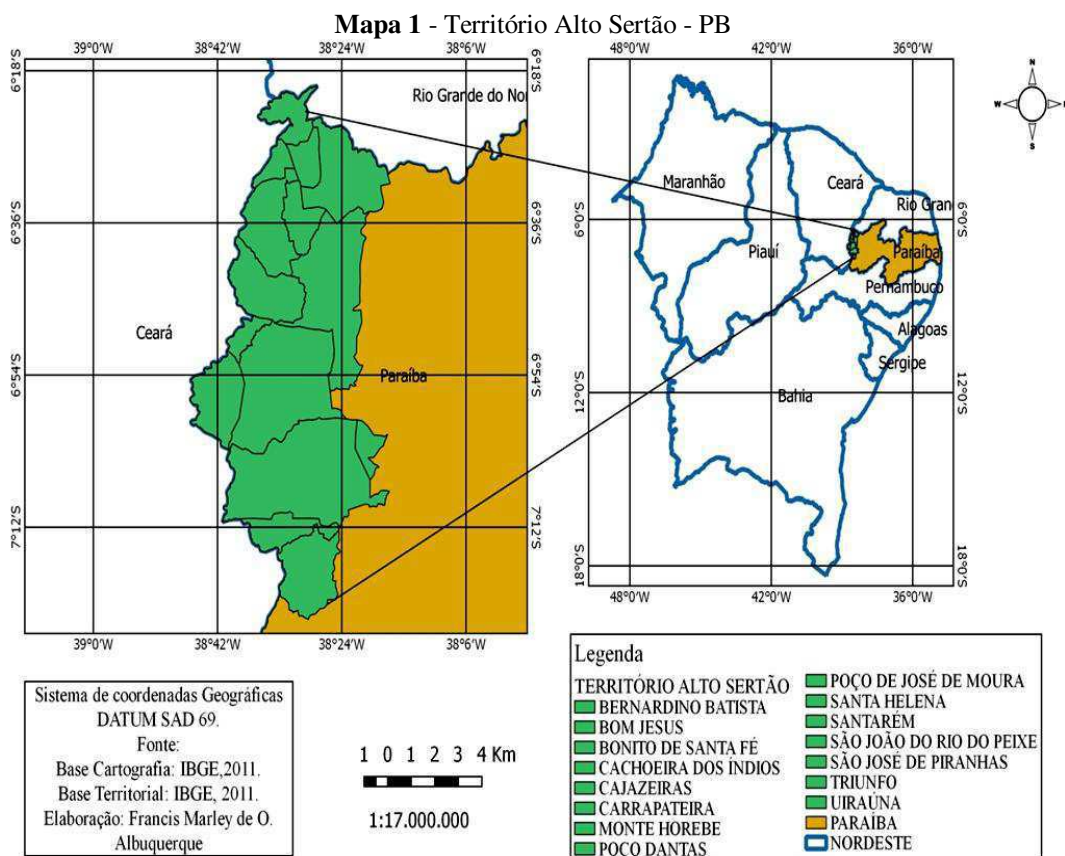 Mapa 1 - Território Alto Sertão - PB
39°0'W 38°42'W 38°24'W 38°6'W
6°18'S 6°18'S
6°36'S 6°36'S
6°54'S 6°54'S
7°12'S 7°12'S
Rio Grande do Nor
Ceará
Paraíba
39°0'W 38°42'W 38°24'W 38°6'W
48°0'W 42°0'W 36°0'W
6°0'S 6°0'S
12°0'S 12°0'S
18°0'S 18°0'S
Maranhão
Ceará
Rio Gran
Piauí
Paraíba
Pernambuco
Alagoas
Sergipe
Bahia
48°0'W 42°0'W 36°0'W
N
W
S
Sistema de coordenadas Geográficas
DATUM SAD 69.
Fonte:
Base Cartografia: IBGE,2011.
Base Territorial: IBGE, 2011.
Elaboração: Francis Marley de O.
Albuquerque
1 0 1 2 3 4 Km
1:17.000.000
Legenda
TERRITÓRIO ALTO SERTÃO
BERNARDINO BATISTA
BOM JESUS
BONITO DE SANTA FÉ
CACHOEIRA DOS ÍNDIOS
CAJAZEIRAS
CARRAPATEIRA
MONTE HOREBE
POÇO DANTAS
POÇO DE JOSÉ DE MOURA
SANTA HELENA
SANTARÉM
SÃO JOÃO DO RIO DO PEIXE
SÃO JOSÉ DE PIRANHAS
TRIUNFO
UIRAÚNA
PARAÍBA
NORDESTE